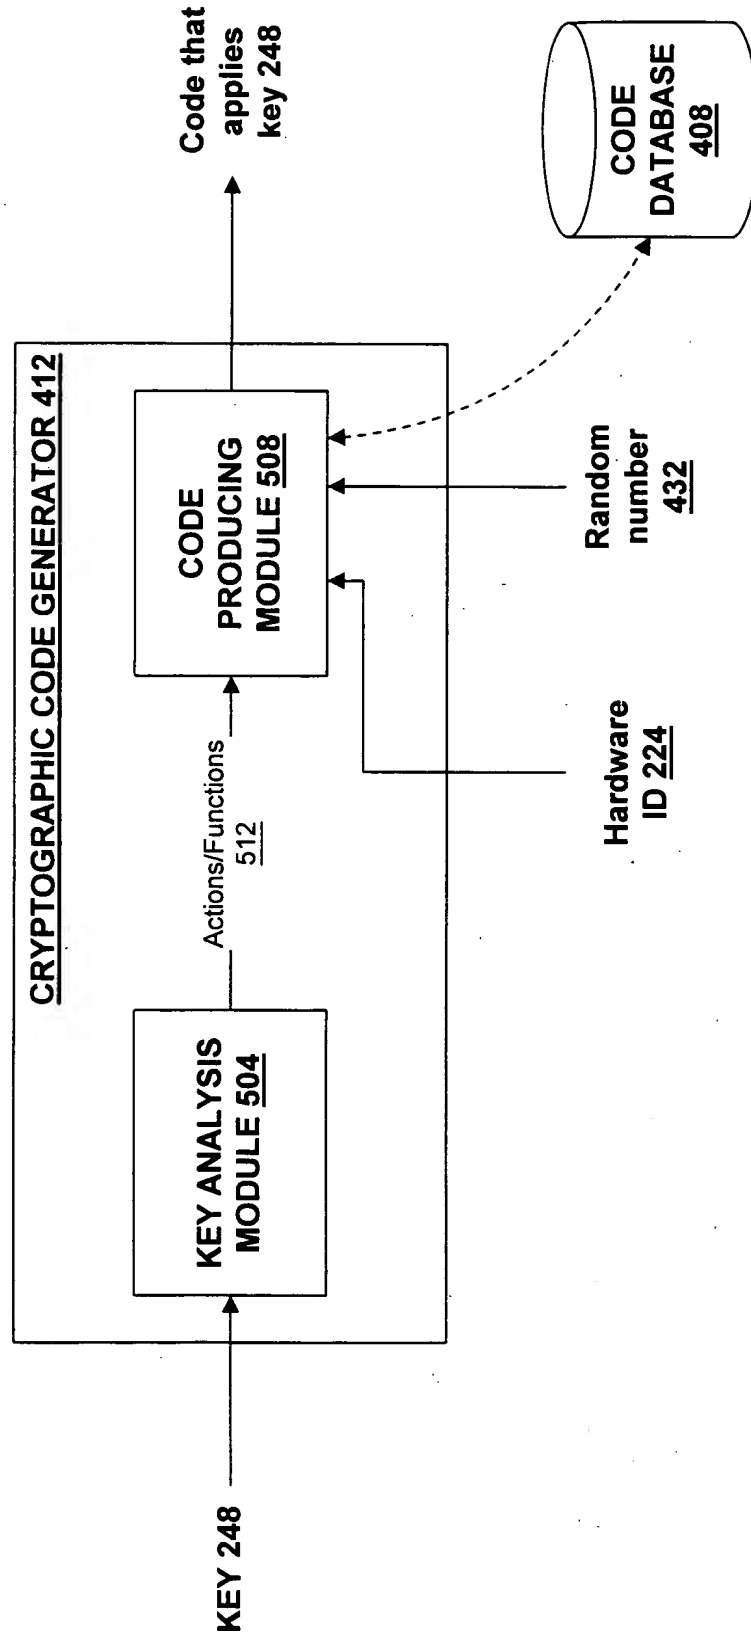 CRYPTOGRAPHIC CODE GENERATOR 412
KEY 248
KEY ANALYSIS
MODULE 504
Actions/Functions
512
CODE
PRODUCING
MODULE 508
Code that
applies
key 248
Hardware
ID 224
Random
number
432
CODE
DATABASE
408